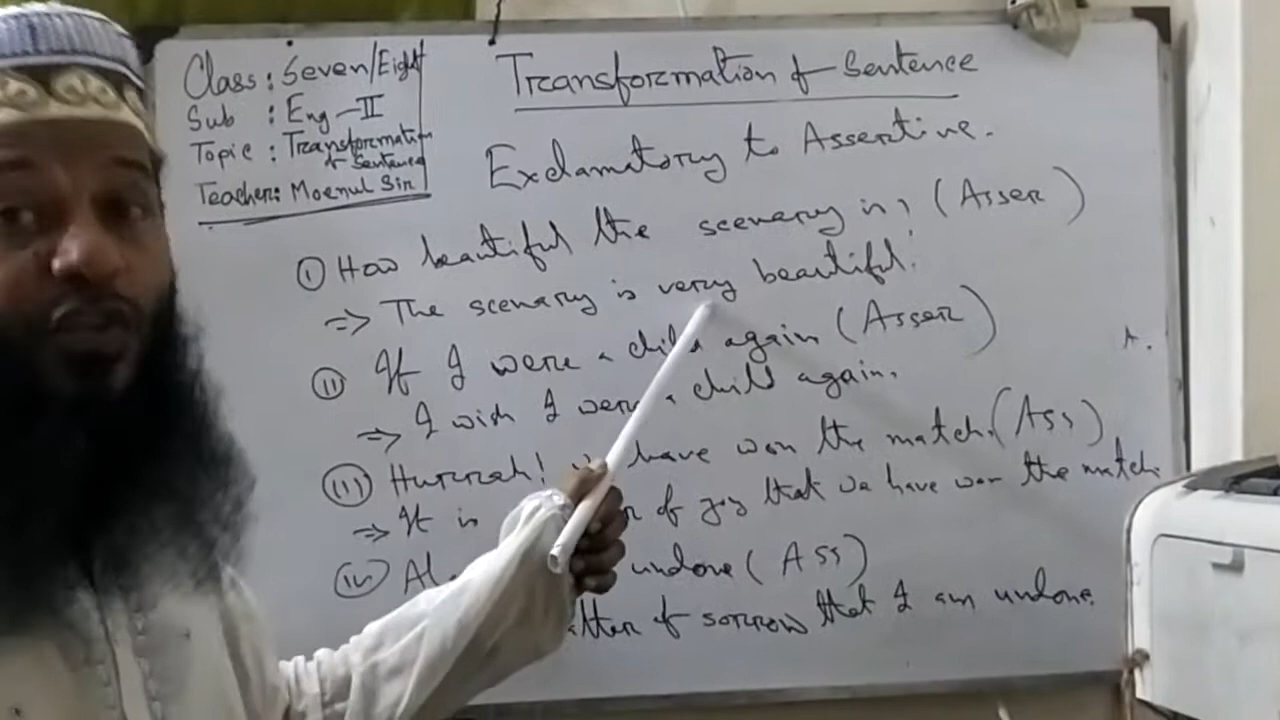 Class : Seven/Eight
Sub : Eng-II
Topic : Transformation
of Sentence
Teacher: Moenul Sir
Transformation of Sentence
Exclamatory to Assertive.
(i) How beautiful the scenery is, (Asser)
=> The scenary is very beautiful!
(ii) If I were a child again (Asser)
=> I wish I were a child again.
(iii) Hurrah! have won the match. (Ass)
=> It is of joy that we have won the match.
(iv) Al undone (Ass)
atter of sorrow that I am undone.
A.